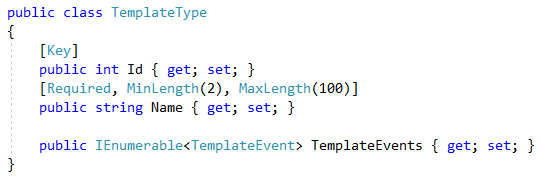 public class TemplateType
{
    [Key]
    public int Id { get; set; }
    [Required, MinLength(2), MaxLength(100)]
    public string Name { get; set; }

    public IEnumerable<TemplateEvent> TemplateEvents { get; set; }
}